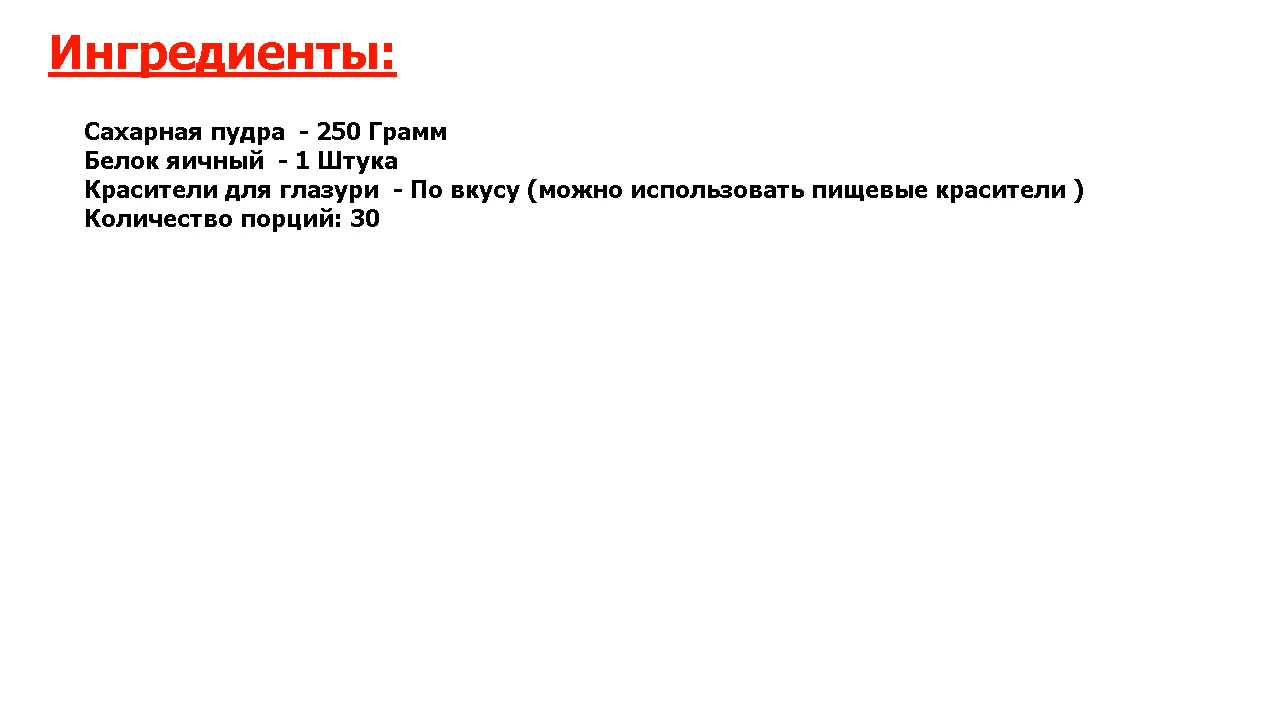 Ингредиенты:
Сахарная пудра  - 250 Грамм
Белок яичный  - 1 Штука
Красители для глазури  - По вкусу (можно использовать пищевые красители )
Количество порций: 30